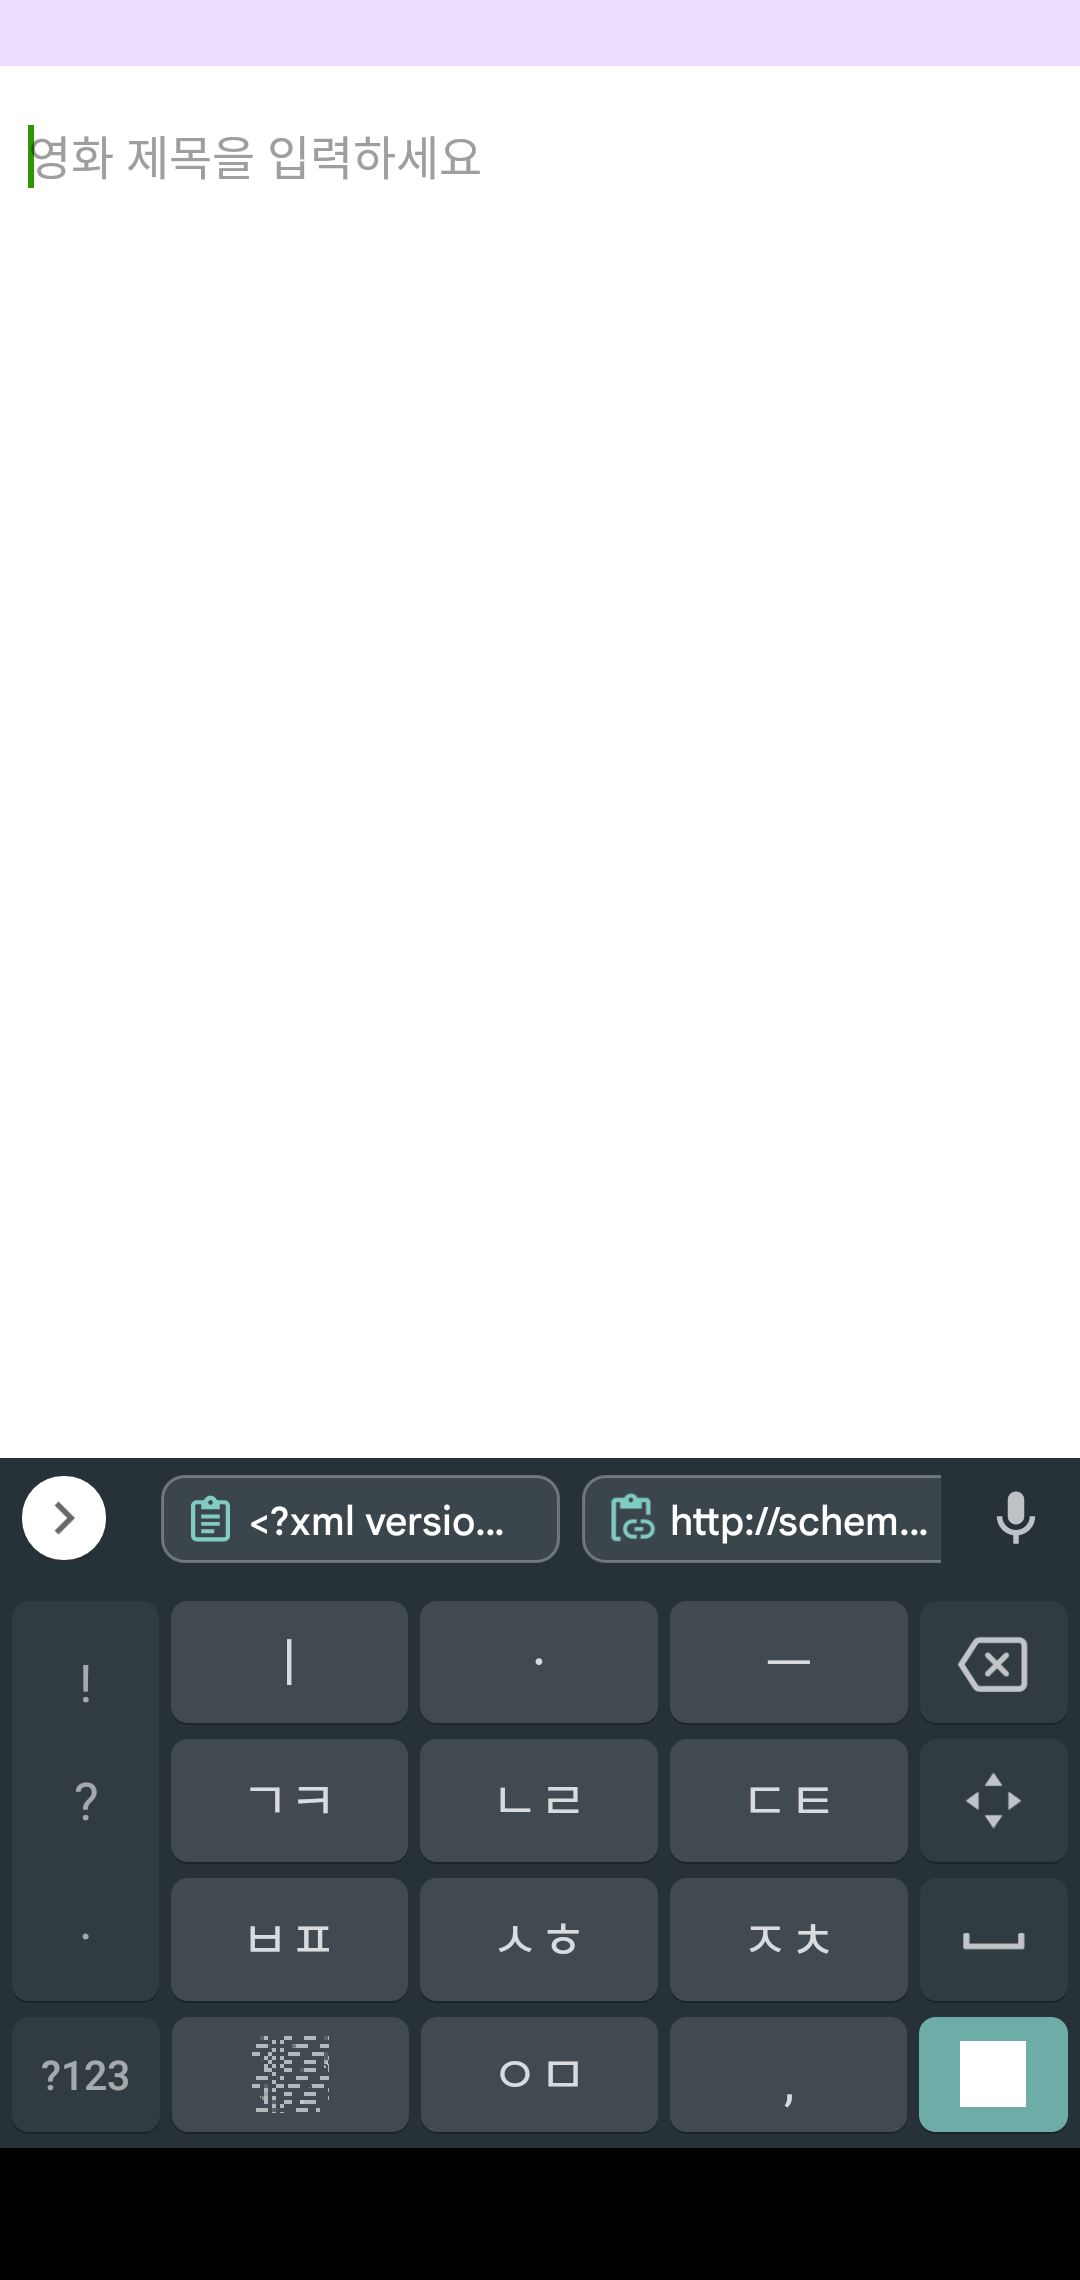 영화 제목을 입력하세요
<?xml versio... http://schem...
! ㅣ · ㅡ
? ㄱㅋ ㄴㄹ ㄷㅌ
. ㅂㅍ ㅅㅎ ㅈㅊ
?123 ㅇㅁ ,